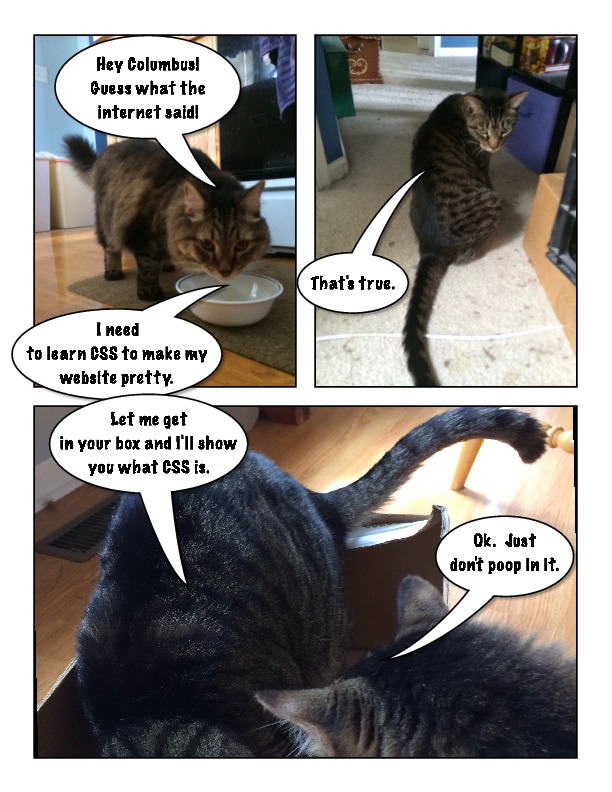 Hey Columbus!
Guess what the
internet said!
I need
to learn CSS to make my
website pretty.
That's true.
Let me get
in your box and I'll show
you what CSS is.
Ok.  Just
don't poop in it.